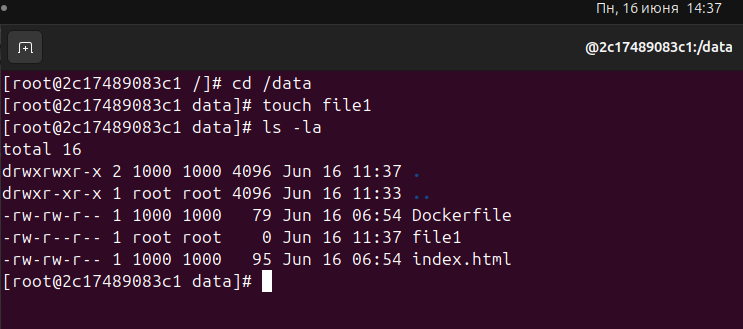 Пн, 16 июня 14:37
@2c17489083c1:/data
[root@2c17489083c1 /]# cd /data
[root@2c17489083c1 data]# touch file1
[root@2c17489083c1 data]# ls -la
total 16
drwxrwxr-x 2 1000 1000 4096 Jun 16 11:37 .
drwxr-xr-x 1 root root 4096 Jun 16 11:33 ..
-rw-rw-r-- 1 1000 1000   79 Jun 16 06:54 Dockerfile
-rw-r--r-- 1 root root    0 Jun 16 11:37 file1
-rw-rw-r-- 1 1000 1000   95 Jun 16 06:54 index.html
[root@2c17489083c1 data]#